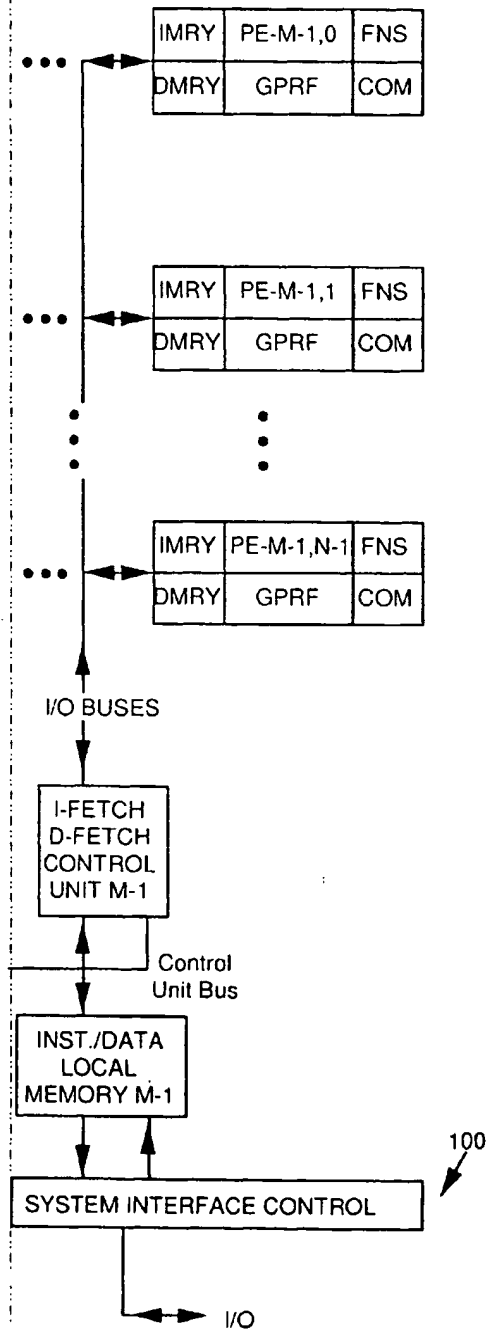 IMRY PE-M-1,0 FNS
DMRY GPRF COM
IMRY PE-M-1,1 FNS
DMRY GPRF COM
IMRY PE-M-1,N-1 FNS
DMRY GPRF COM
I/O BUSES
I-FETCH
D-FETCH
CONTROL
UNIT M-1
Control
Unit Bus
INST./DATA
LOCAL
MEMORY M-1
100
SYSTEM INTERFACE CONTROL
I/O